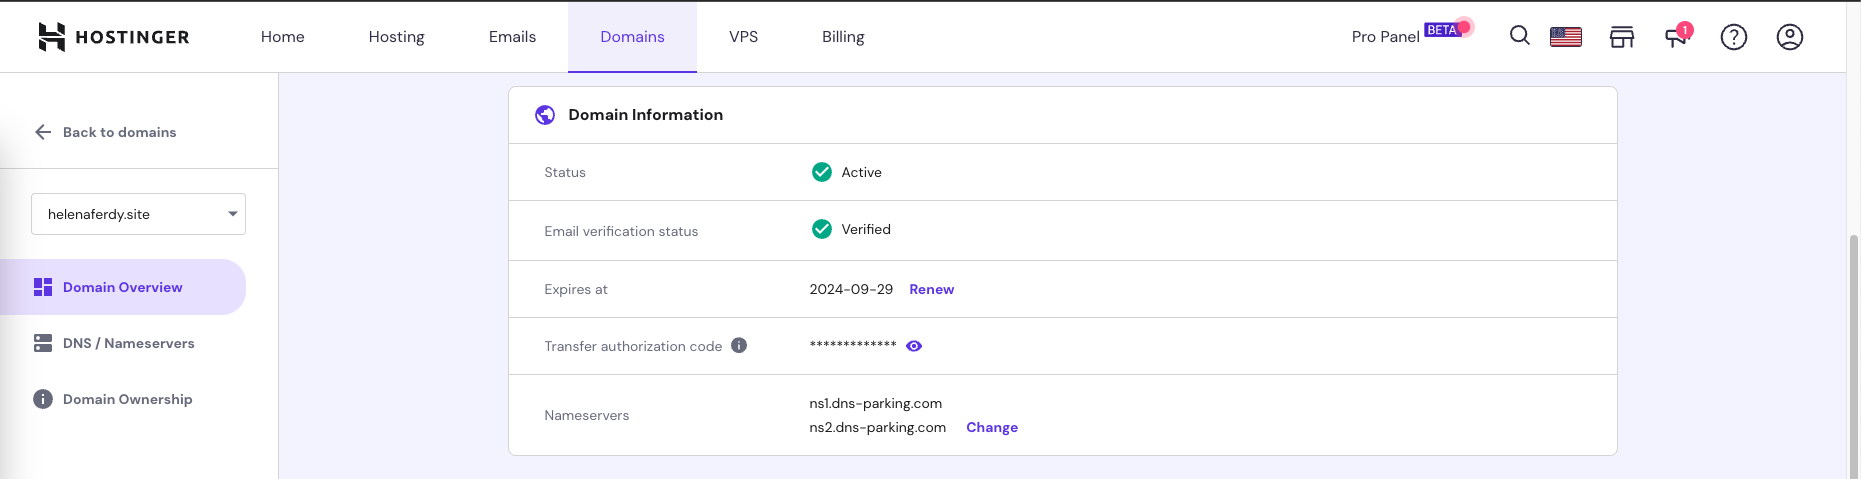 HOSTINGER
Home
Hosting
Emails
Domains
VPS
Billing
Pro Panel BETA
1
Back to domains
helenaferdy.site
Domain Overview
DNS / Nameservers
Domain Ownership
Domain Information
Status
Active
Email verification status
Verified
Expires at
2024-09-29 Renew
Transfer authorization code
*************
Nameservers
ns1.dns-parking.com
ns2.dns-parking.com Change